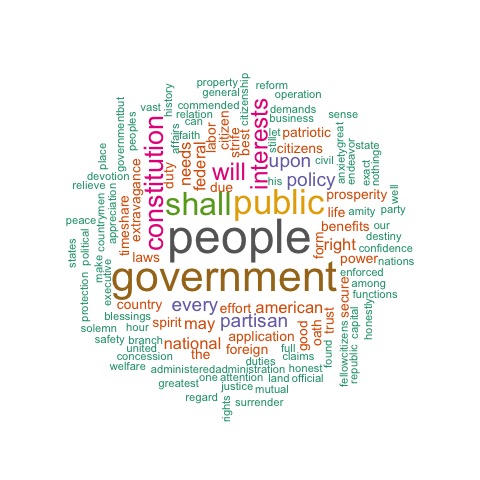 property
reform
general
citizenship
operation
history
commended
demands
vast
relation
can
business
sense
governmentbut
peoples
affairs
faith
labor
citizen
strife
best
still
let
patriotic
anxiety
great
state
place
constitution
needs
federal
will
interests
upon
citizens
civil
endeavor
exact
nothing
devotion
duty
due
his
policy
relieve
extravagance
shall
public
prosperity
well
countrymen
appreciation
timeshare
life
amity
party
peace
people
form
benefits
our
states
political
make
laws
right
destiny
confidence
executive
government
power
nations
protection
country
every
effort
american
secure
enforced
among
functions
blessings
spirit
may
partisan
good
oath
trust
solemn
hour
application
honestly
safety
branch
national
the
foreign
full
found
fellowcitizens
republic
capital
united
concession
duties
claims
welfare
administered
administration
honest
greatest
one
attention
land
official
justice
mutual
regard
rights
surrender